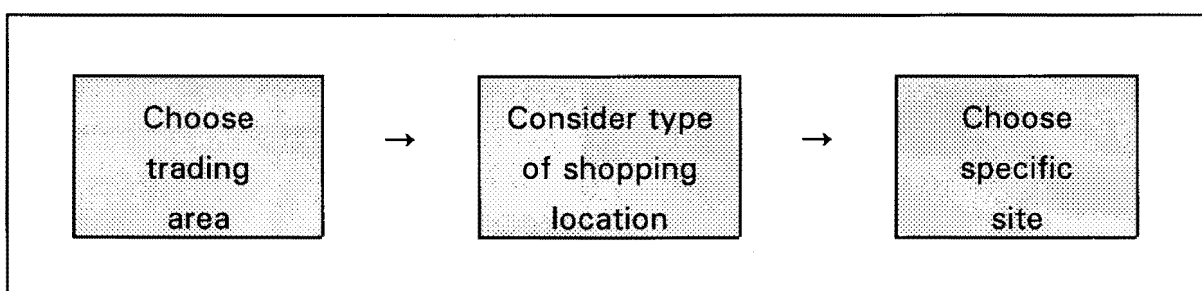 Choose
trading
area
→
Consider type
of shopping
location
→
Choose
specific
site